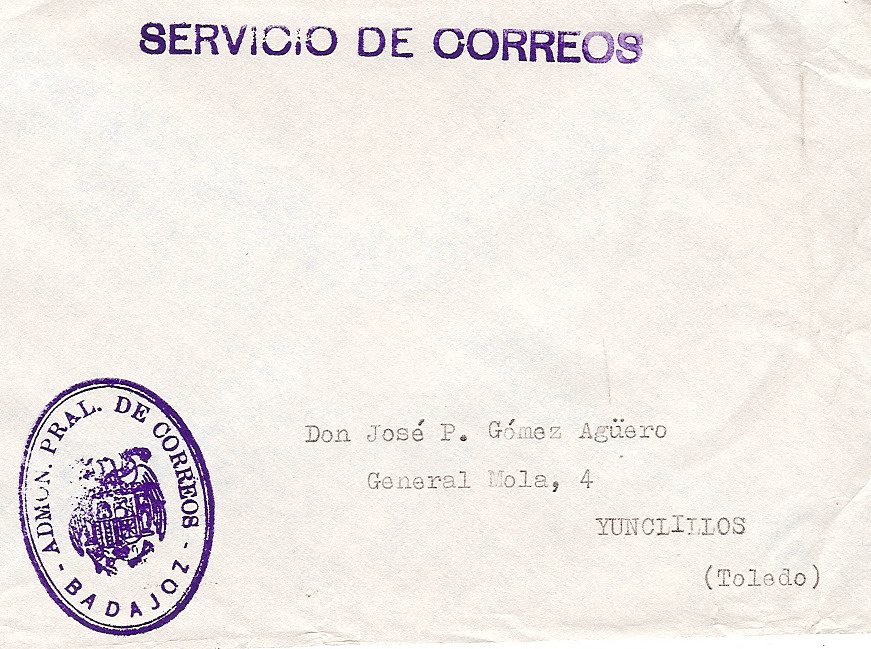 SERVICIO DE CORREOS
ADMON. PRAL. DE CORREOS
- BADAJOZ -
Don José P. Gómez Agüero
General Mola, 4
YUNCLILLOS
(Toledo)